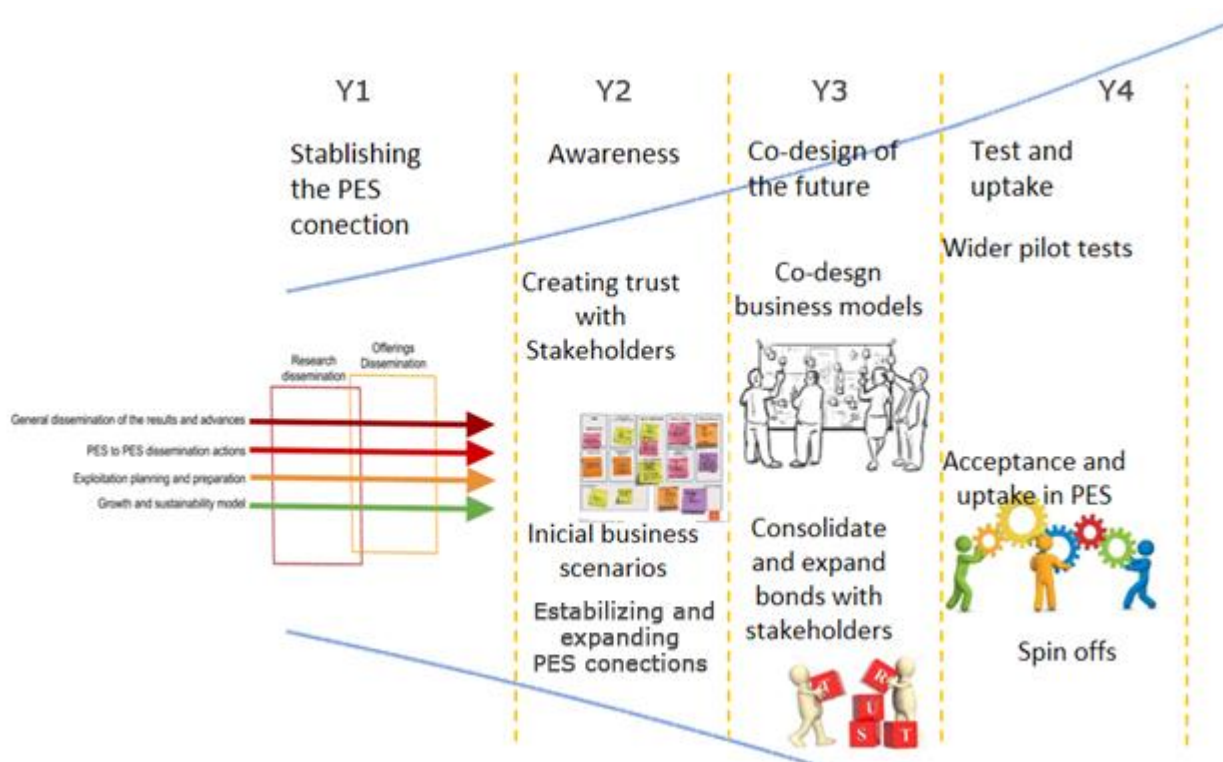 Y1
Y2
Y3
Y4
Stablishing
the PES
conection
Awareness
Co-design of
the future
Test and
uptake
Wider pilot tests
Creating trust
with
Stakeholders
Co-desgn
business models
Research
dissemination
Offerings
Dissemination
General dissemination of the results and advances
PES to PES dissemination actions
Exploitation planning and preparation
Growth and sustainability model
Inicial business
scenarios
Estabilizing and
expanding
PES conections
Consolidate
and expand
bonds with
stakeholders
T R
U
S T
Acceptance and
uptake in PES
Spin offs